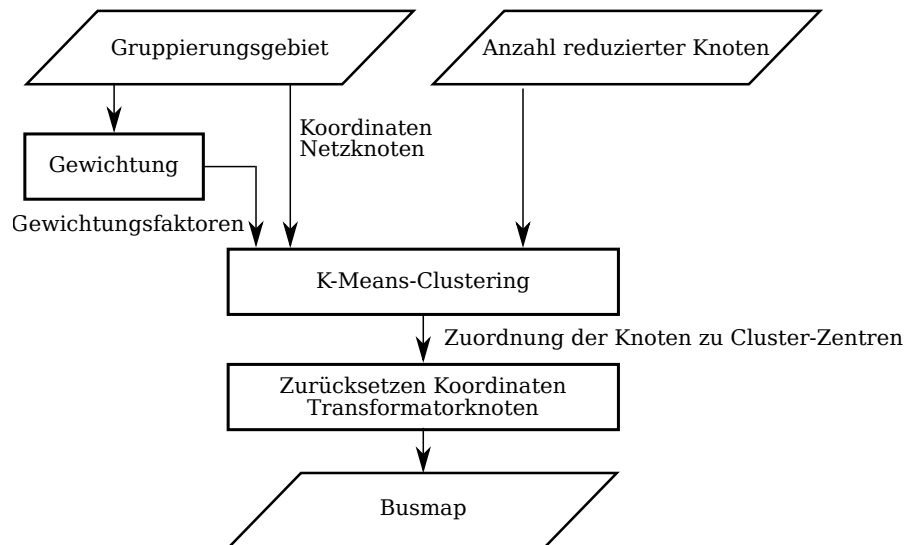 Gruppierungsgebiet
Anzahl reduzierter Knoten
Koordinaten
Netzknoten
Gewichtung
Gewichtungsfaktoren
K-Means-Clustering
Zuordnung der Knoten zu Cluster-Zentren
Zurücksetzen Koordinaten
Transformatorknoten
Busmap